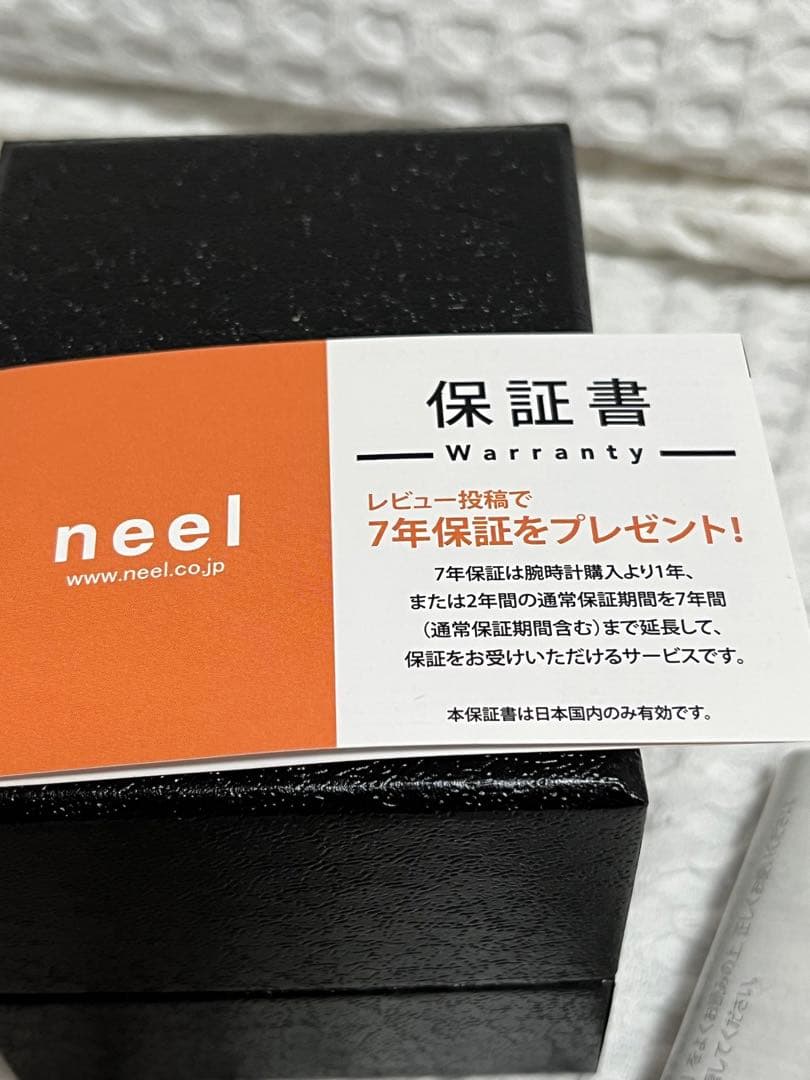 neel
www.neel.co.jp
保証書
Warranty
レビュー投稿で
7年保証をプレゼント!
7年保証は腕時計購入より1年、
または2年間の通常保証期間を7年間
(通常保証期間含む)まで延長して、
保証をお受けいただけるサービスです。
本保証書は日本国内のみ有効です。